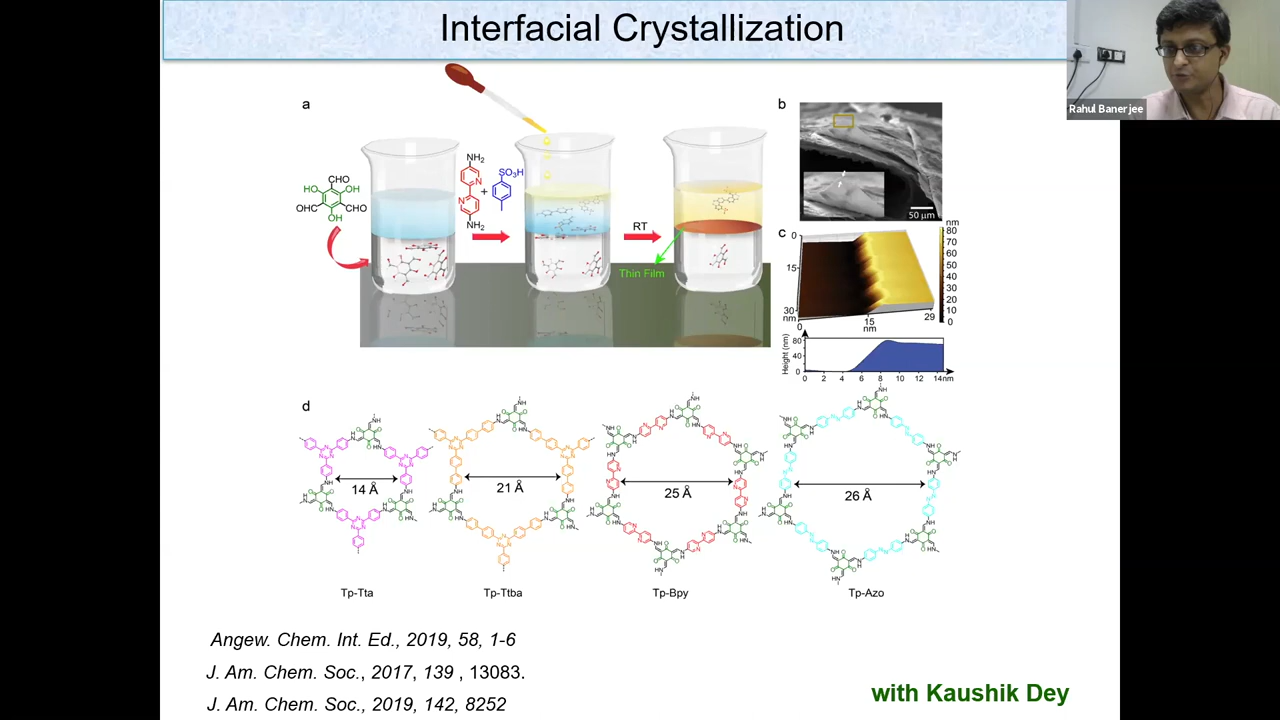 Interfacial Crystallization
Rahul Banerjee
a
CHO
HO
OH
OHC
CHO
OH
NH2
N
N
+
SO3H
NH2
RT
Thin Film
b
50 µm
c
0
15
30
nm
0
15
nm
29
nm
80
70
60
50
40
30
20
10
0
Height (nm)
80
40
0
0 2 4 6 8 10 12 14nm
d
14 Å
21 Å
25 Å
26 Å
Tp-Tta
Tp-Ttba
Tp-Bpy
Tp-Azo
Angew. Chem. Int. Ed., 2019, 58, 1-6
J. Am. Chem. Soc., 2017, 139 , 13083.
J. Am. Chem. Soc., 2019, 142, 8252
with Kaushik Dey